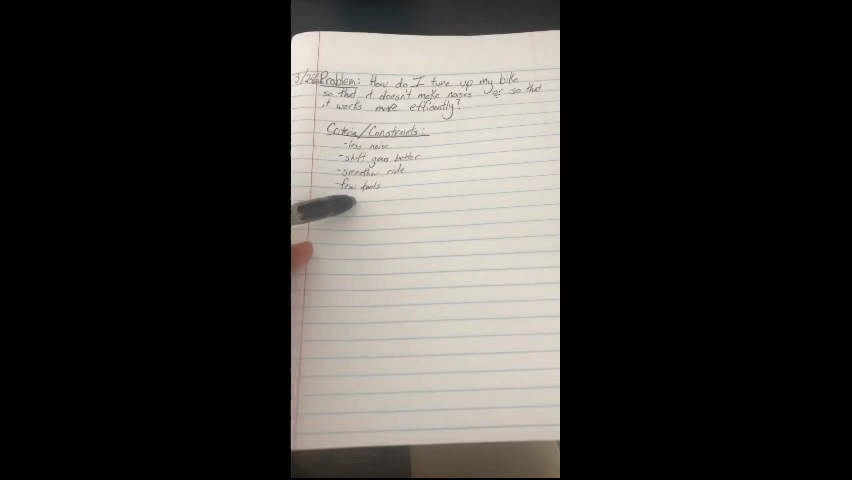 Problem: How do I tune up my bike
so that it doesn't make noises or so that
it works more efficiently?
Criteria/Constraints:
-less noise
-shift gears better
-smoother ride
-few tools